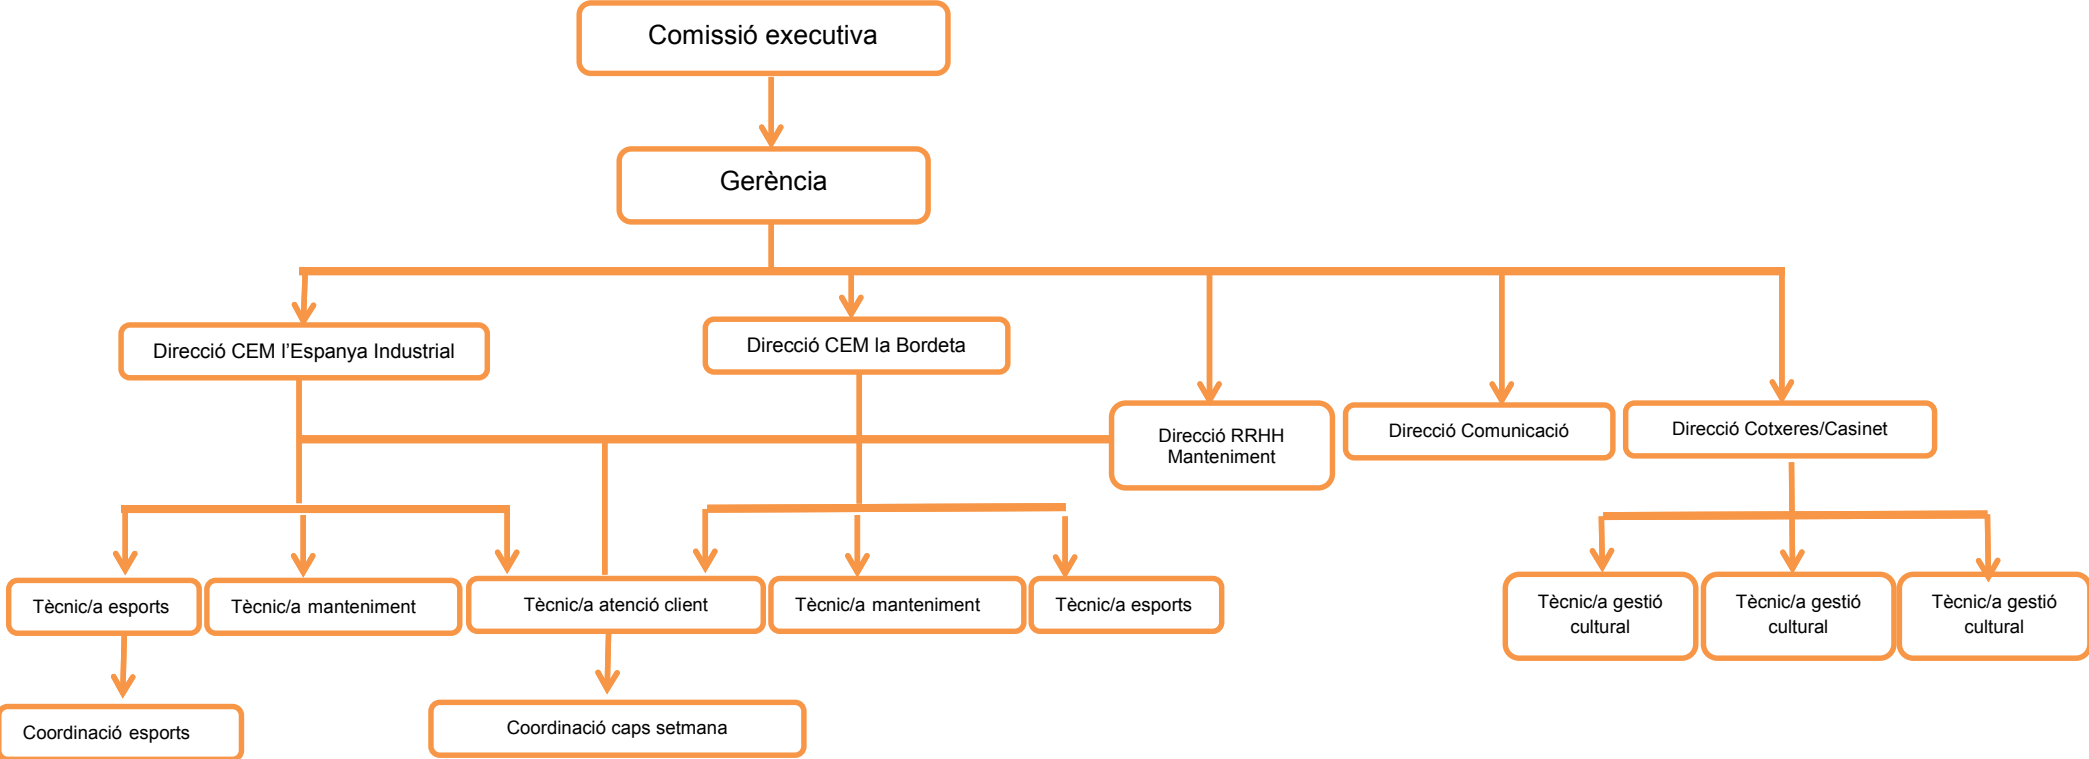 Comissió executiva
Gerència
Direcció CEM l’Espanya Industrial
Direcció CEM la Bordeta
Direcció RRHH
Manteniment
Direcció Comunicació
Direcció Cotxeres/Casinet
Tècnic/a esports
Tècnic/a manteniment
Tècnic/a atenció client
Tècnic/a manteniment
Tècnic/a esports
Tècnic/a gestió
cultural
Tècnic/a gestió
cultural
Tècnic/a gestió
cultural
Coordinació esports
Coordinació caps setmana